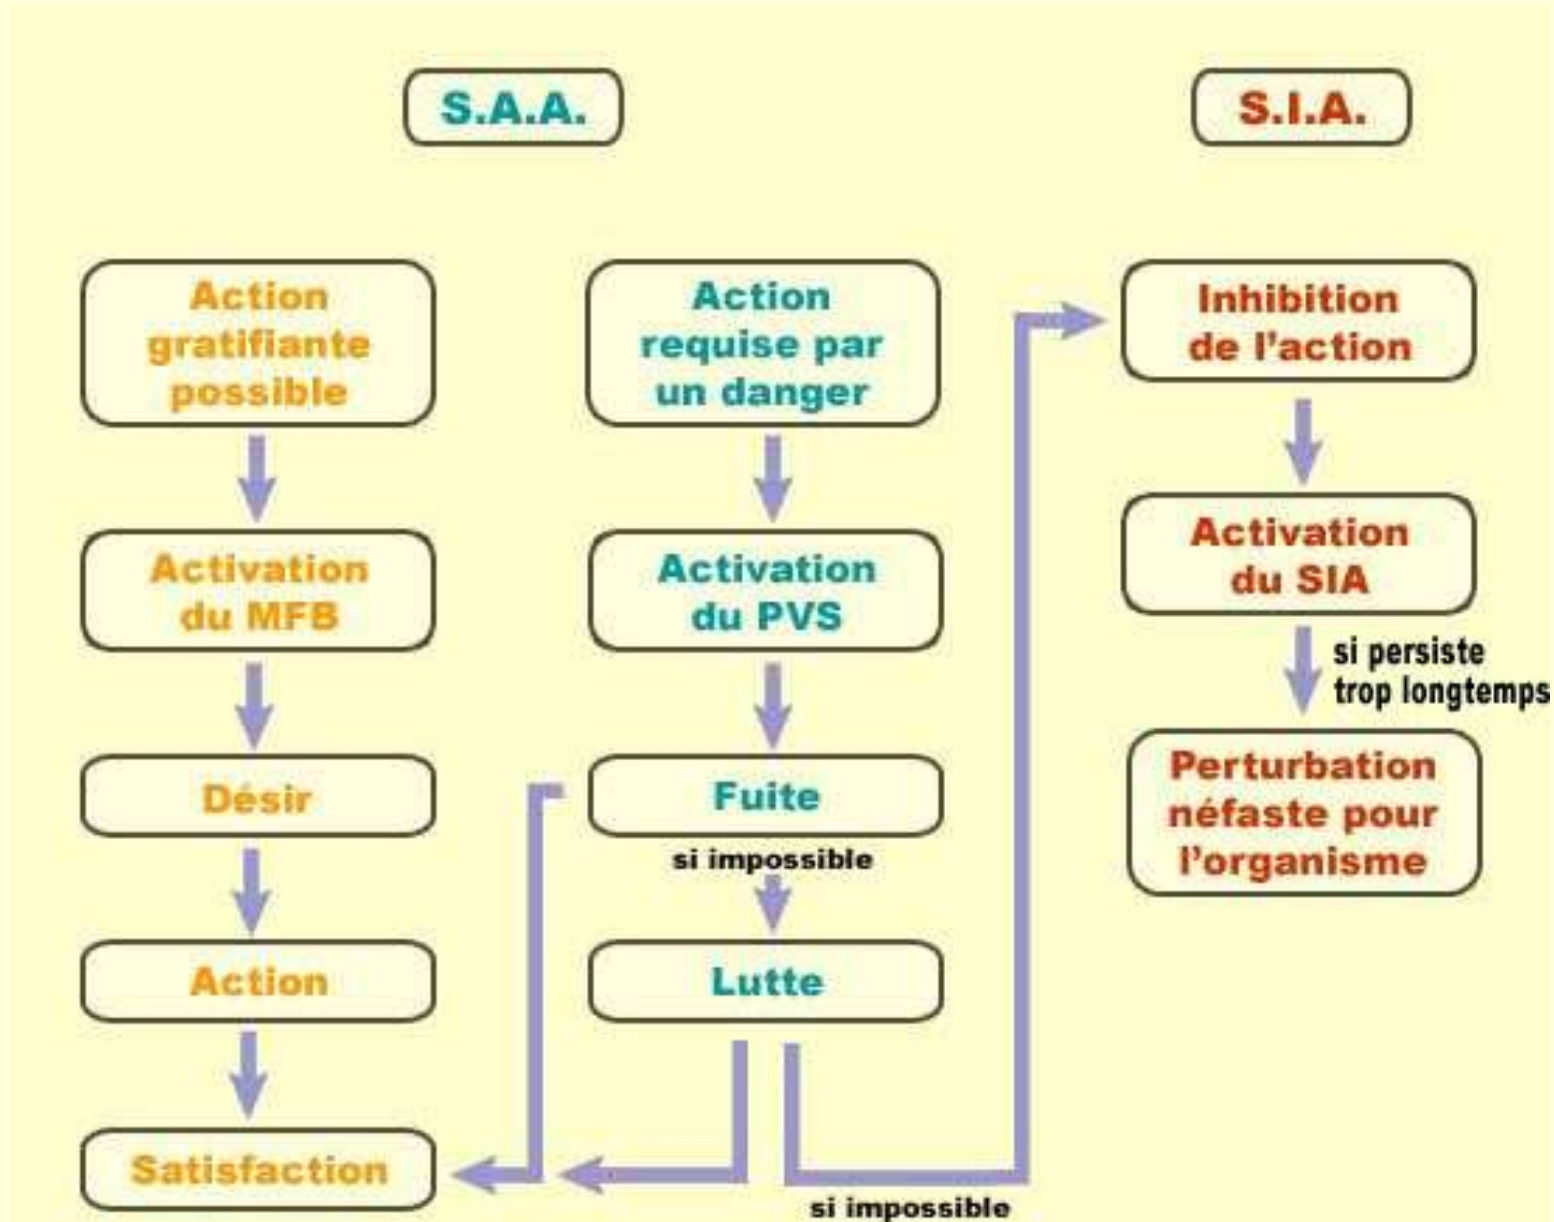 S.A.A.
S.I.A.
Action
gratifiante
possible
Activation
du MFB
Désir
Action
Satisfaction
Action
requise par
un danger
Activation
du PVS
Fuite
si impossible
Lutte
si impossible
Inhibition
de l'action
Activation
du SIA
si persiste
trop longtemps
Perturbation
néfaste pour
l'organisme